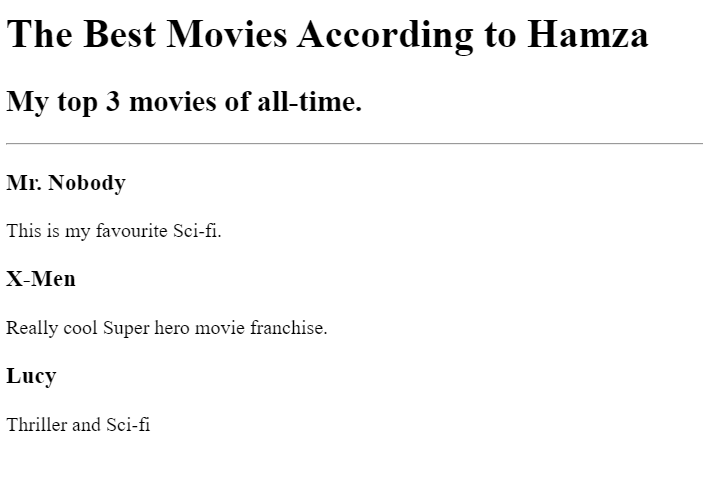 The Best Movies According to Hamza
My top 3 movies of all-time.
Mr. Nobody
This is my favourite Sci-fi.
X-Men
Really cool Super hero movie franchise.
Lucy
Thriller and Sci-fi